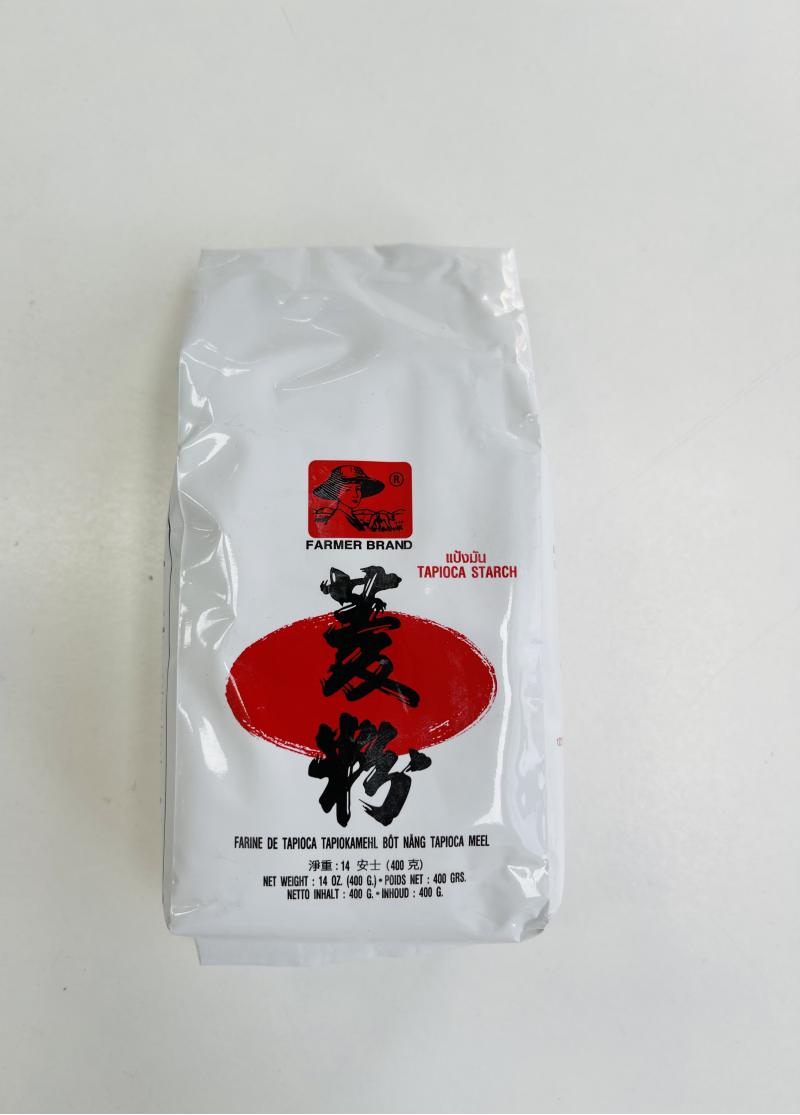 ®
FARMER BRAND
แป้งมัน
TAPIOCA STARCH
菱
粉
FARINE DE TAPIOCA TAPIOKAMEHL BÔT NĂNG TAPIOCA MEEL
淨重 : 14 安士 (400 克)
NET WEIGHT : 14 OZ. (400 G.) • POIDS NET : 400 GRS.
NETTO INHALT : 400 G. • INHOUD : 400 G.